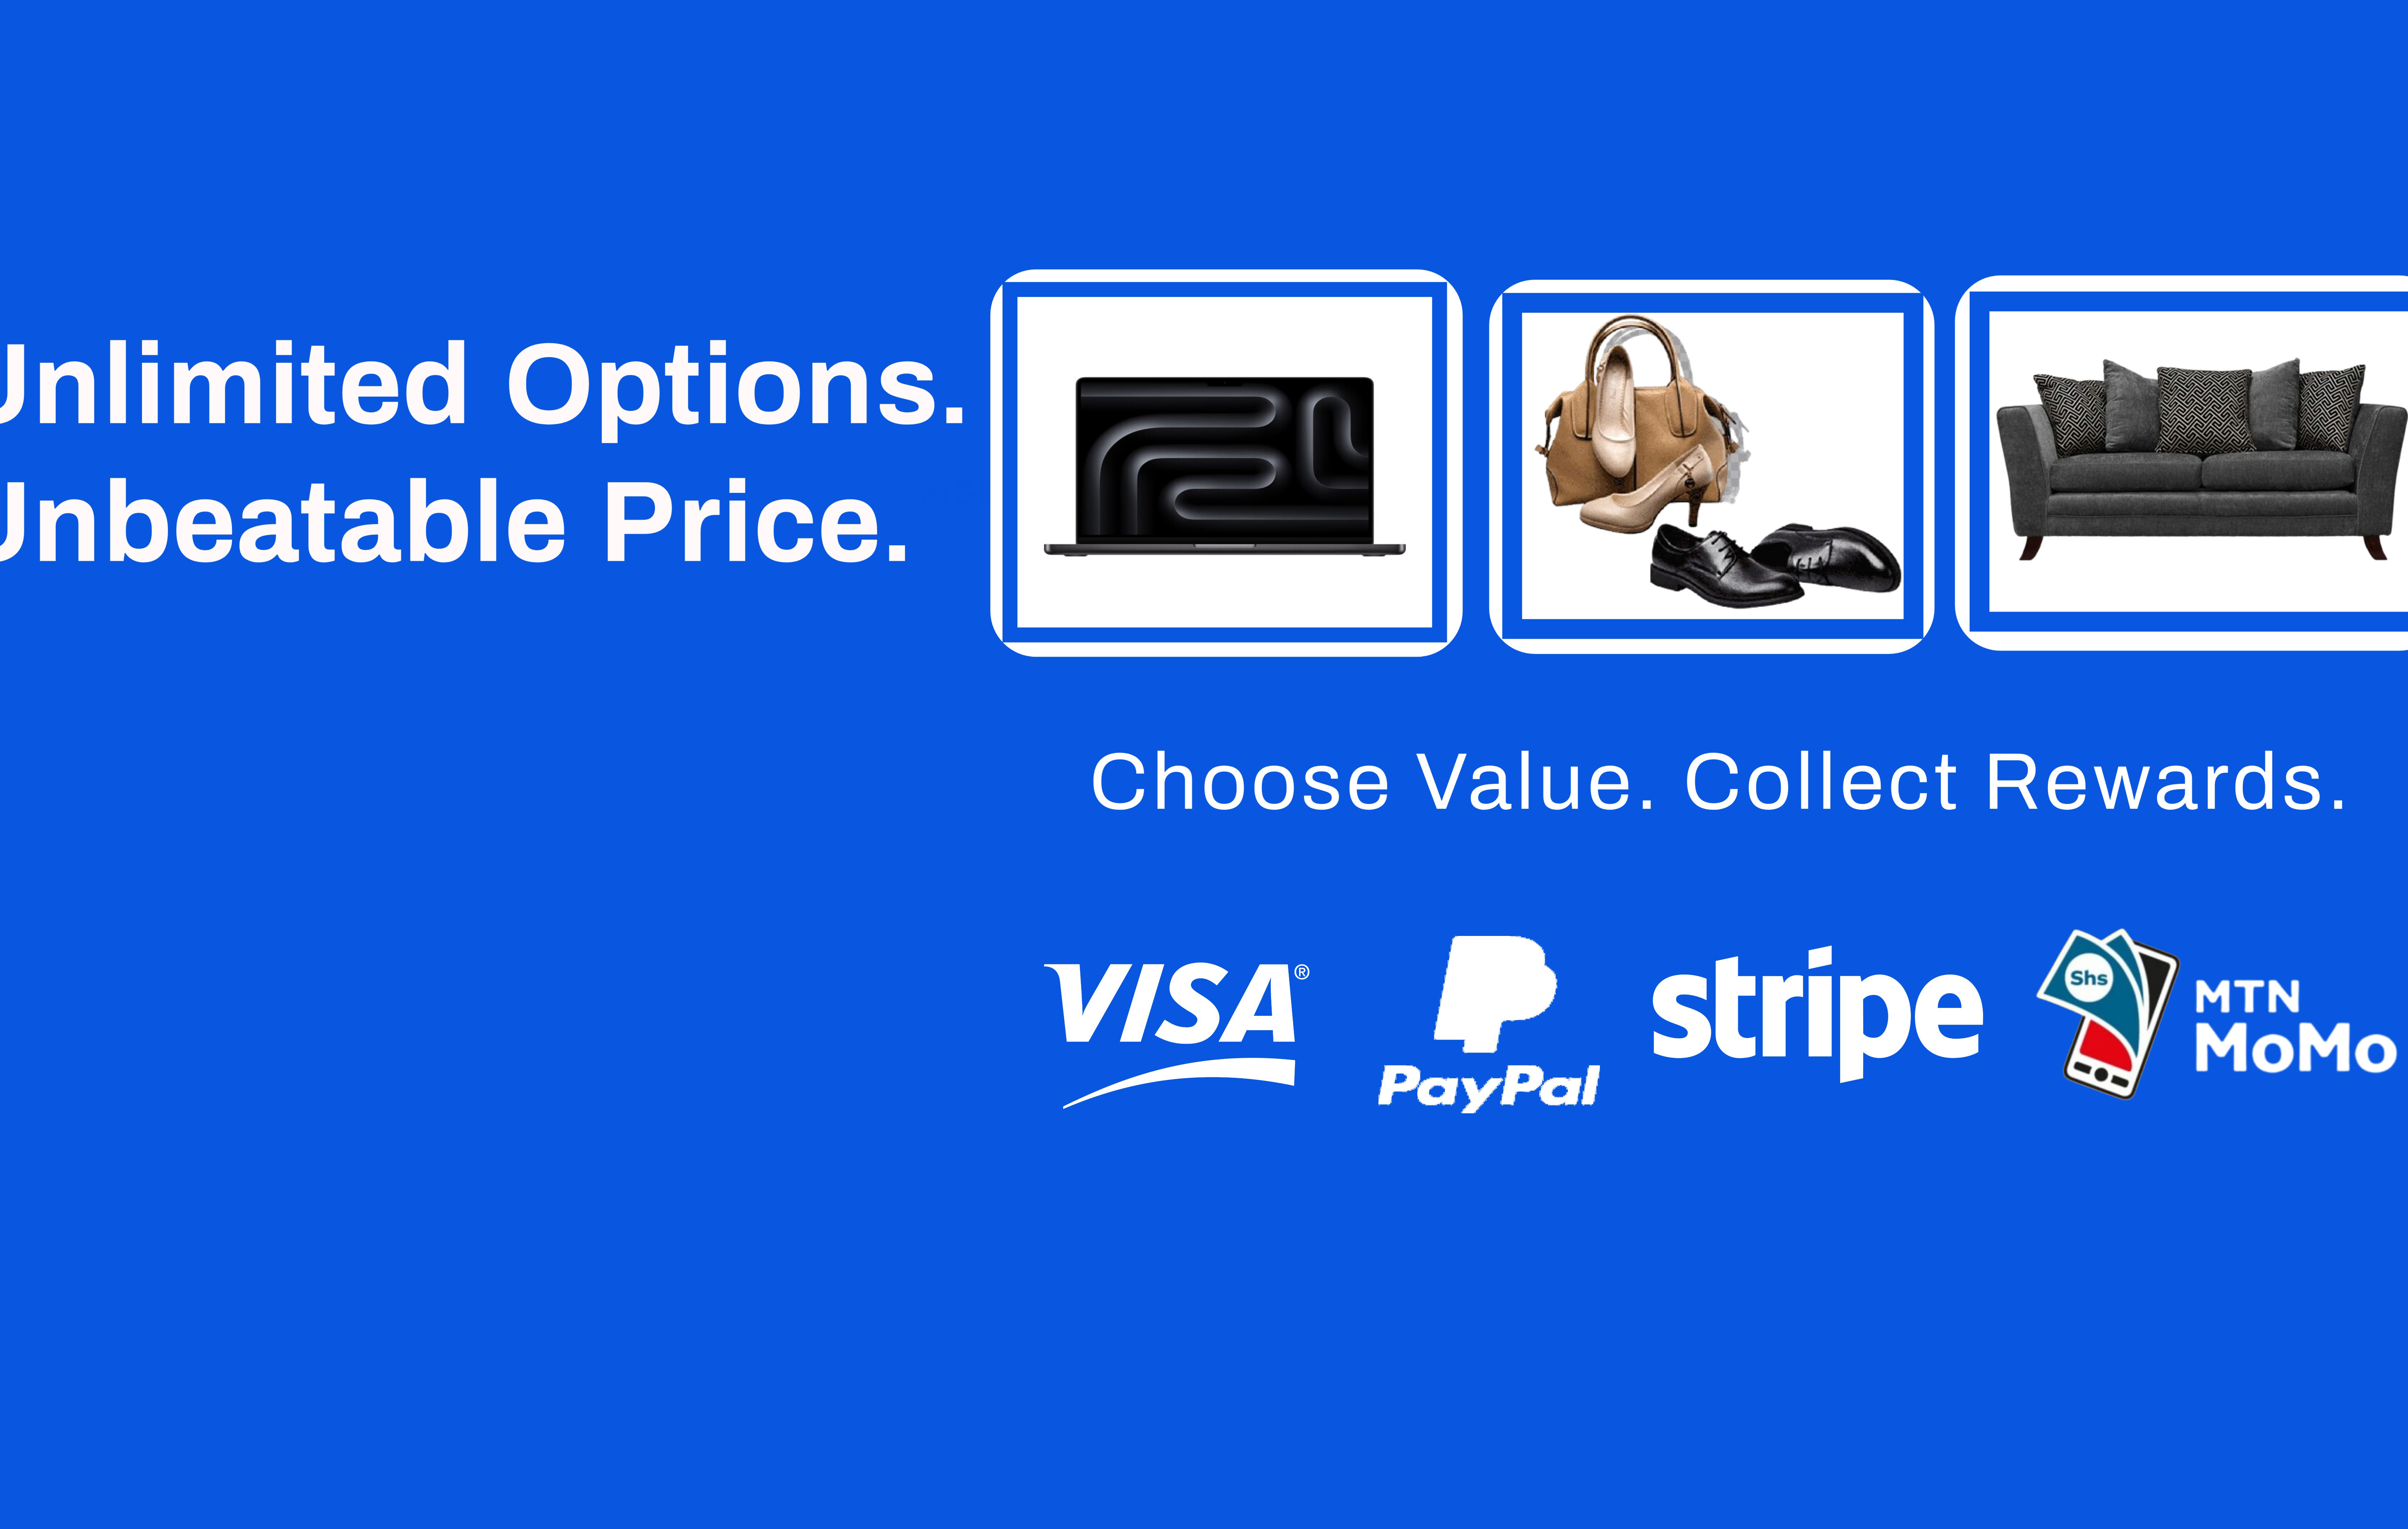 Unlimited Options.
Unbeatable Price.
Choose Value. Collect Rewards.
VISA®
PayPal
stripe
Shs
MTN
MoMo